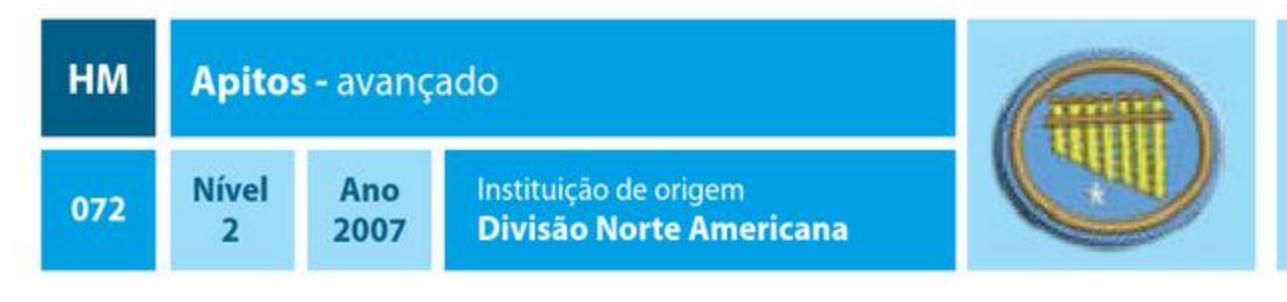 HM
Apitos - avançado
072
Nível
2
Ano
2007
Instituição de origem
Divisão Norte Americana